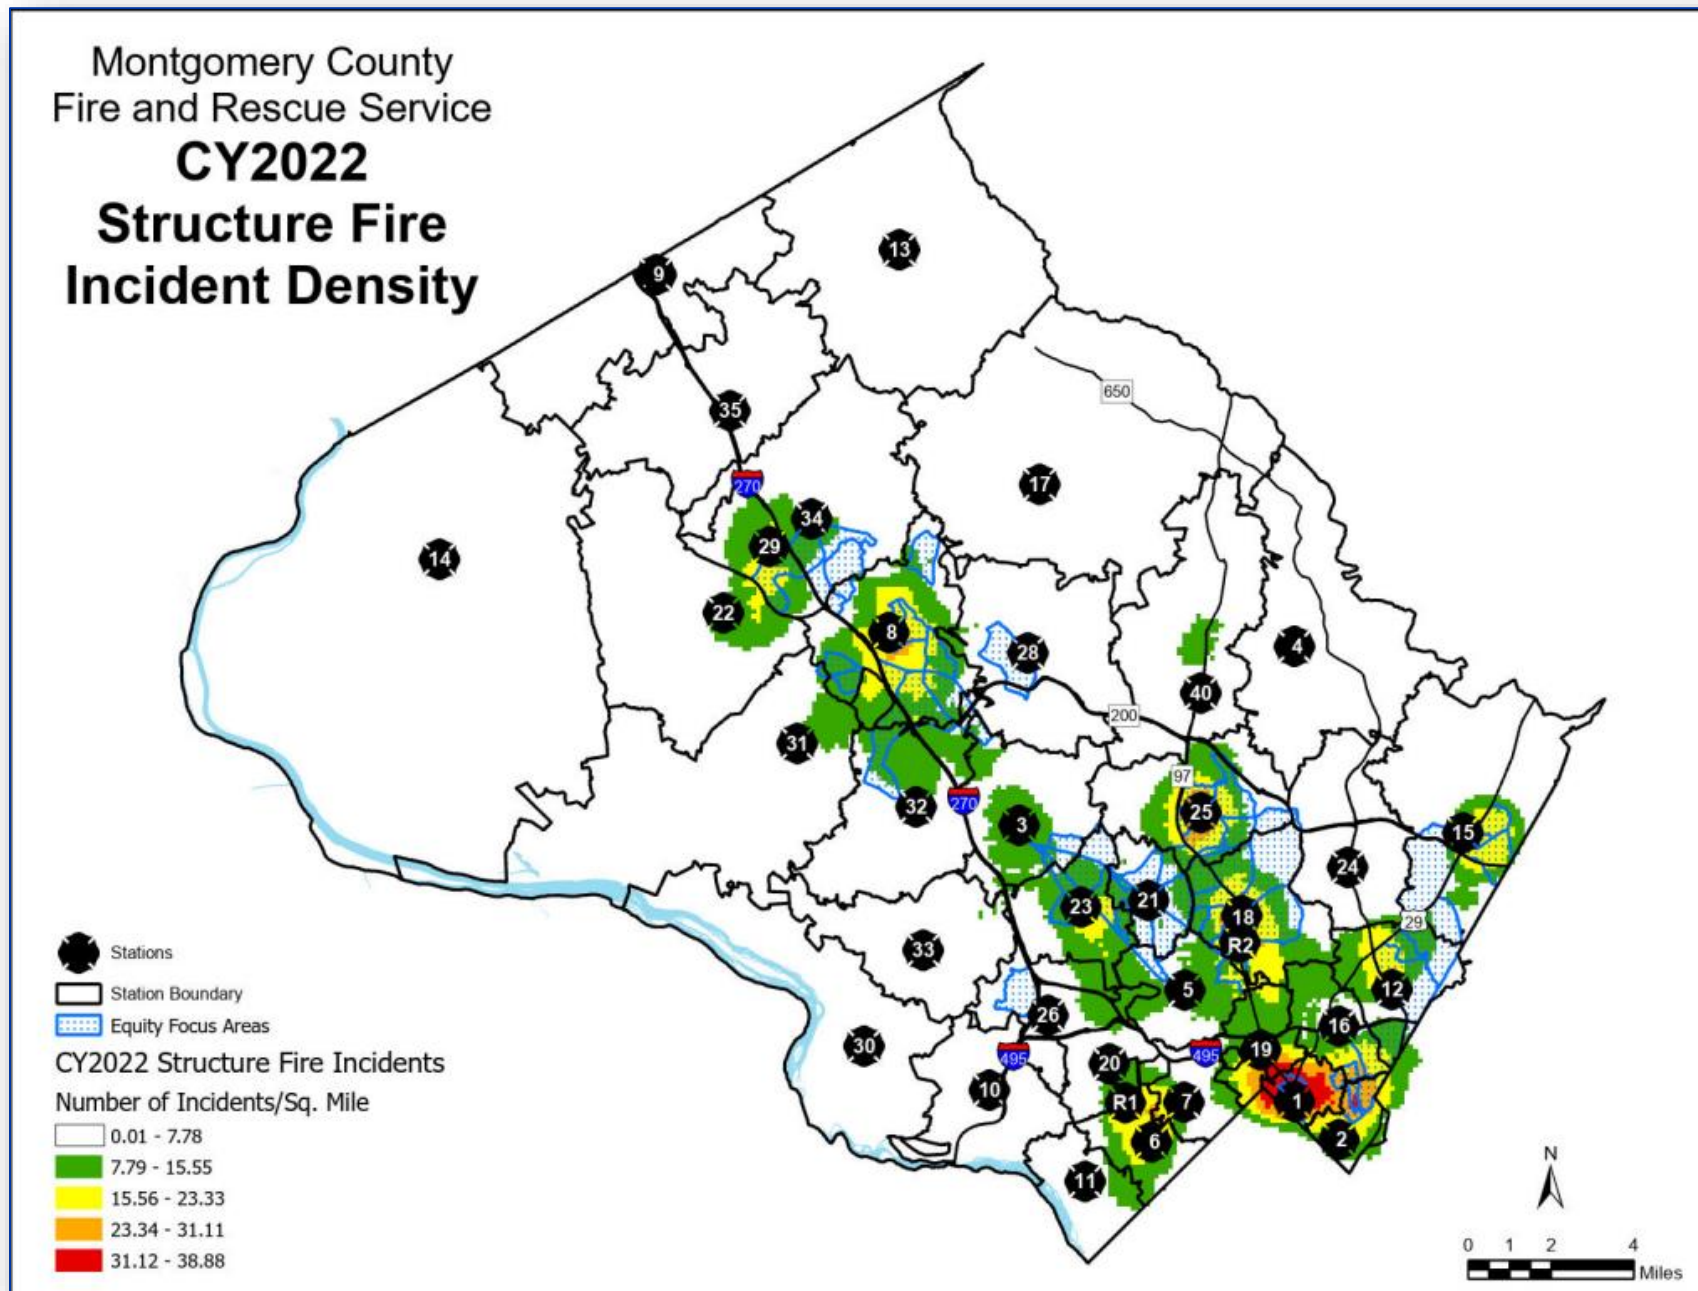 Montgomery County
Fire and Rescue Service
CY2022
Structure Fire
Incident Density
13
9
35
650
270
17
34
29
14
22
8
28
4
40
200
31
97
32
270
25
3
15
24
23
21
18
29
R2
33
5
12
26
16
30
19
495
495
20
10
R1
7
1
6
2
11
Stations
Station Boundary
Equity Focus Areas
CY2022 Structure Fire Incidents
Number of Incidents/Sq. Mile
0.01 - 7.78
7.79 - 15.55
15.56 - 23.33
23.34 - 31.11
31.12 - 38.88
N
0 1 2 4
Miles